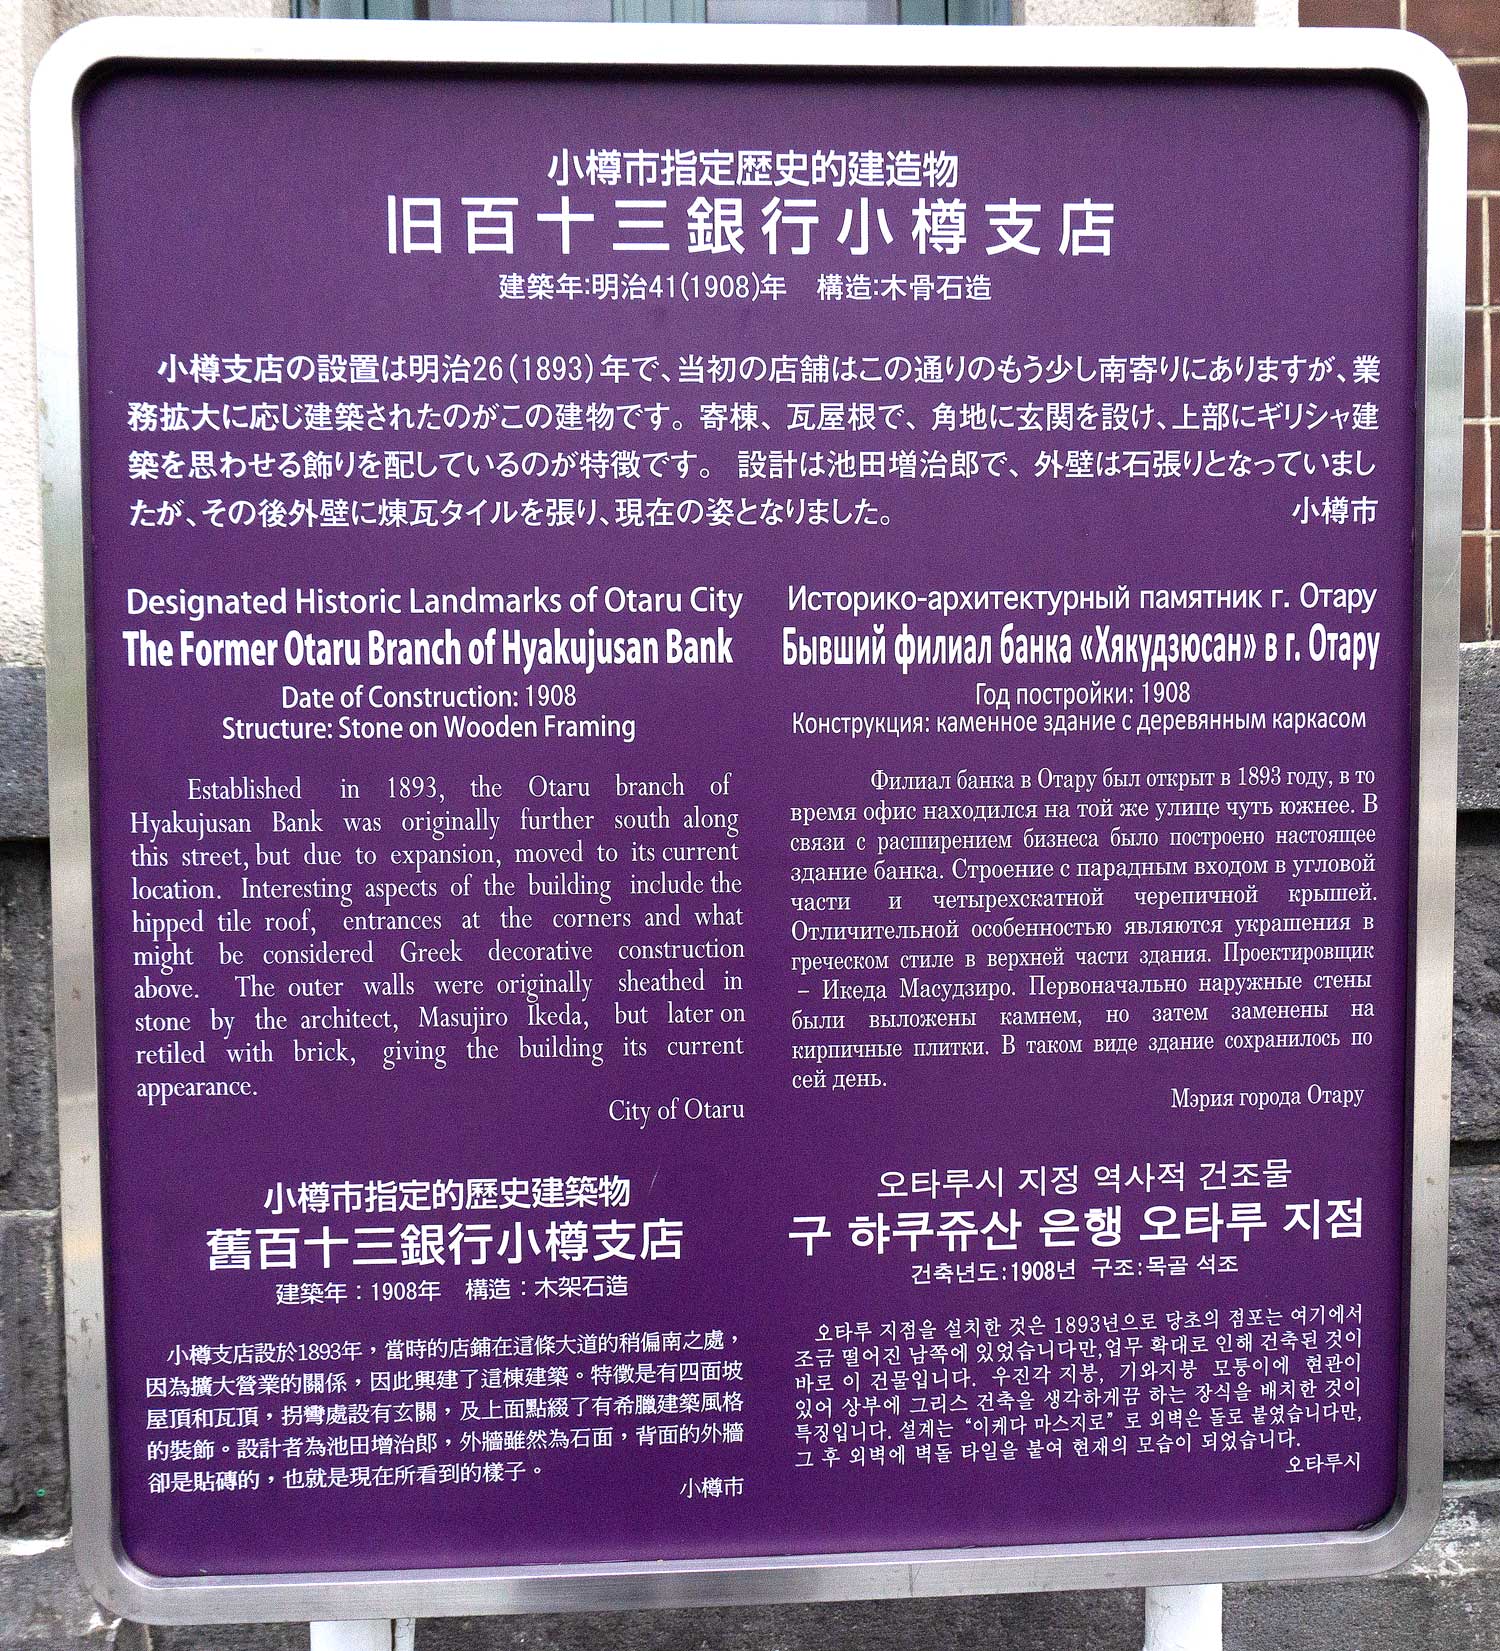 小樽市指定歴史的建造物
旧百十三銀行小樽支店
建築年:明治41(1908)年　構造:木骨石造
小樽支店の設置は明治26(1893)年で、当初の店舗はこの通りのもう少し南寄りにありますが、業
務拡大に応じ建築されたのがこの建物です。寄棟、瓦屋根で、角地に玄関を設け、上部にギリシャ建
築を思わせる飾りを配しているのが特徴です。 設計は池田増治郎で、外壁は石張りとなっていまし
たが、その後外壁に煉瓦タイルを張り、現在の姿となりました。
小樽市
Designated Historic Landmarks of Otaru City
The Former Otaru Branch of Hyakujusan Bank
Date of Construction: 1908
Structure: Stone on Wooden Framing
Established in 1893, the Otaru branch of
Hyakujusan Bank was originally further south along
this street, but due to expansion, moved to its current
location. Interesting aspects of the building include the
hipped tile roof, entrances at the corners and what
might be considered Greek decorative construction
above. The outer walls were originally sheathed in
stone by the architect, Masujiro Ikeda, but later on
retiled with brick, giving the building its current
appearance.
City of Otaru
Историко-архитектурный памятник г. Отару
Бывший филиал банка «Хякудзюсан» в г. Отару
Год постройки: 1908
Конструкция: каменное здание с деревянным каркасом
Филиал банка в Отару был открыт в 1893 году, в то
время офис находился на той же улице чуть южнее. В
связи с расширением бизнеса было построено настоящее
здание банка. Строение с парадным входом в угловой
части и четырехскатной черепичной крышей.
Отличительной особенностью являются украшения в
греческом стиле в верхней части здания. Проектировщик
– Икеда Масудзиро. Первоначально наружные стены
были выложены камнем, но затем заменены на
кирпичные плитки. В таком виде здание сохранилось по
сей день.
Мэрия города Отару
小樽市指定的歷史建築物
舊百十三銀行小樽支店
建築年：1908年　構造：木架石造
小樽支店設於1893年，當時的店鋪在這條大道的稍偏南之處，
因為擴大營業的關係，因此興建了這棟建築。特徵是有四面坡
屋頂和瓦頂，拐彎處設有玄關，及上面點綴了有希臘建築風格
的裝飾。設計者為池田增治郎，外牆雖然為石面，背面的外牆
卻是貼磚的，也就是現在所看到的樣子。
小樽市
오타루시 지정 역사적 건조물
구 햐쿠쥬산 은행 오타루 지점
건축년도:1908년 구조:목골 석조
오타루 지점을 설치한 것은 1893년으로 당초의 점포는 여기에서
조금 떨어진 남쪽에 있었습니다만,업무 확대로 인해 건축된 것이
바로 이 건물입니다. 우진각 지붕, 기와지붕 모퉁이에 현관이
있어 상부에 그리스 건축을 생각하게끔 하는 장식을 배치한 것이
특징입니다. 설계는 “이케다 마스지로” 로 외벽은 돌로 붙였습니다만,
그 후 외벽에 벽돌 타일을 붙여 현재의 모습이 되었습니다.
오타루시